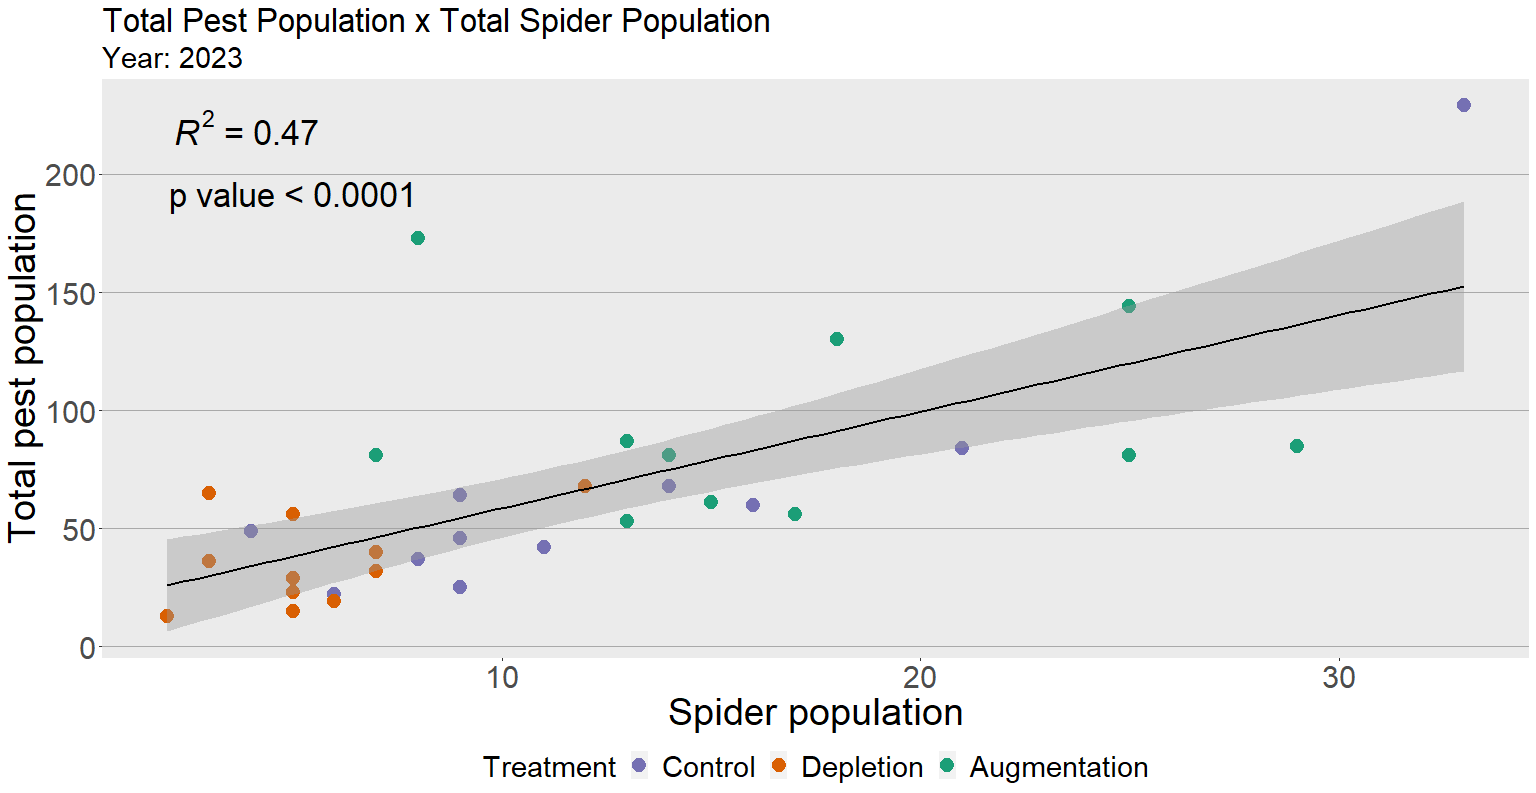 Total Pest Population x Total Spider Population
Year: 2023
R² = 0.47
p value < 0.0001
Total pest population
200
150
100
50
0
10 20 30
Spider population
Treatment Control Depletion Augmentation